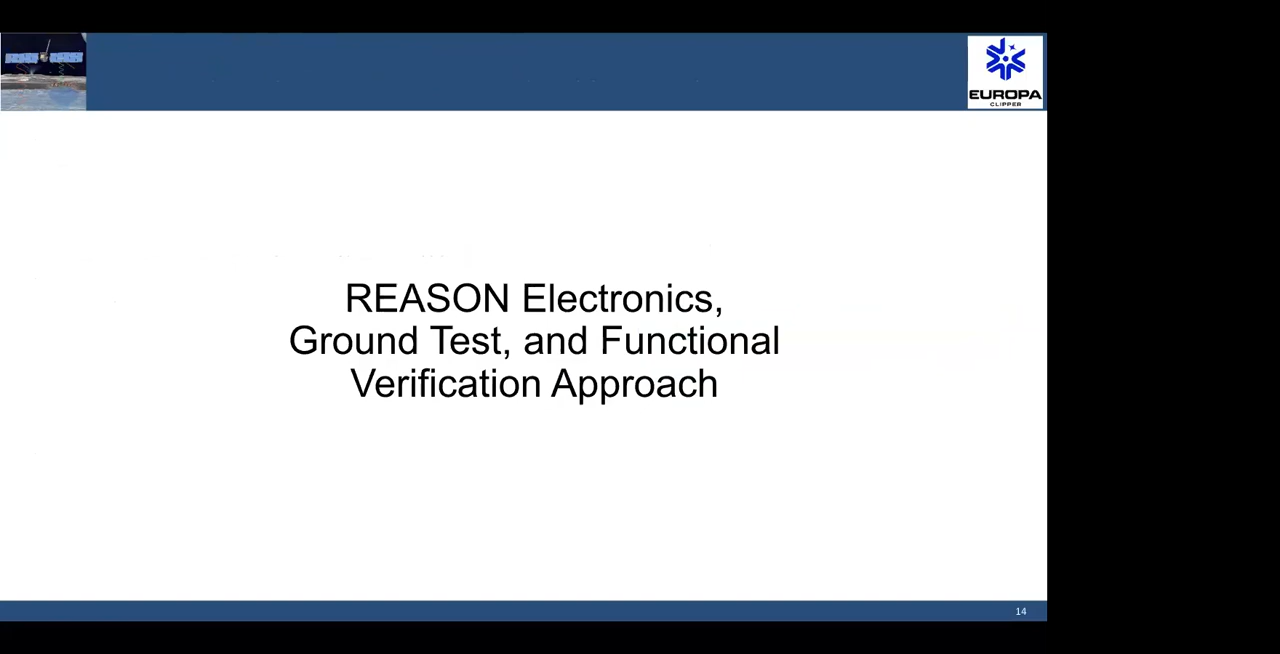 EUROPA
CLIPPER
REASON Electronics,
Ground Test, and Functional
Verification Approach
14